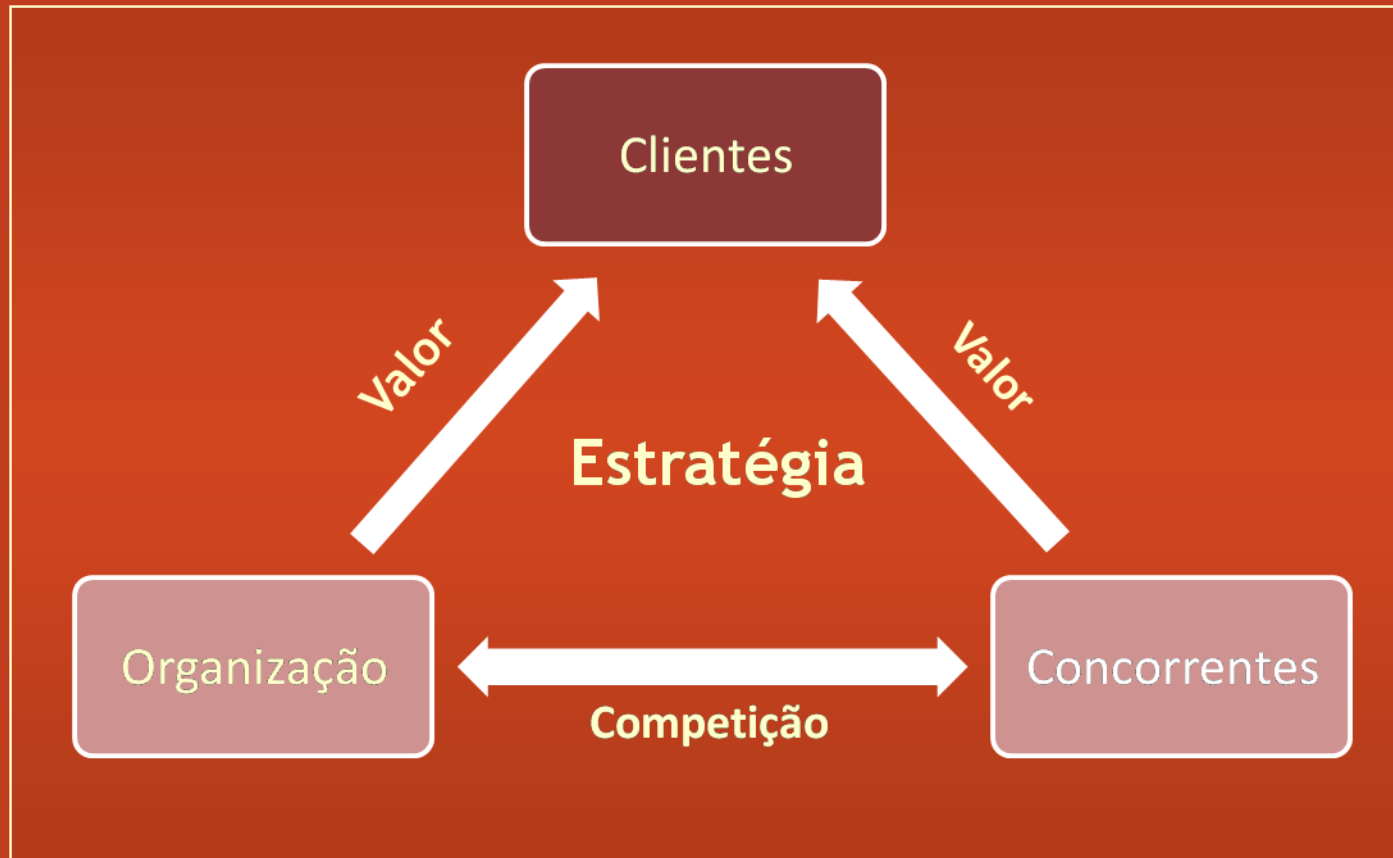 Clientes
Valor
Valor
Estratégia
Organização
Concorrentes
Competição